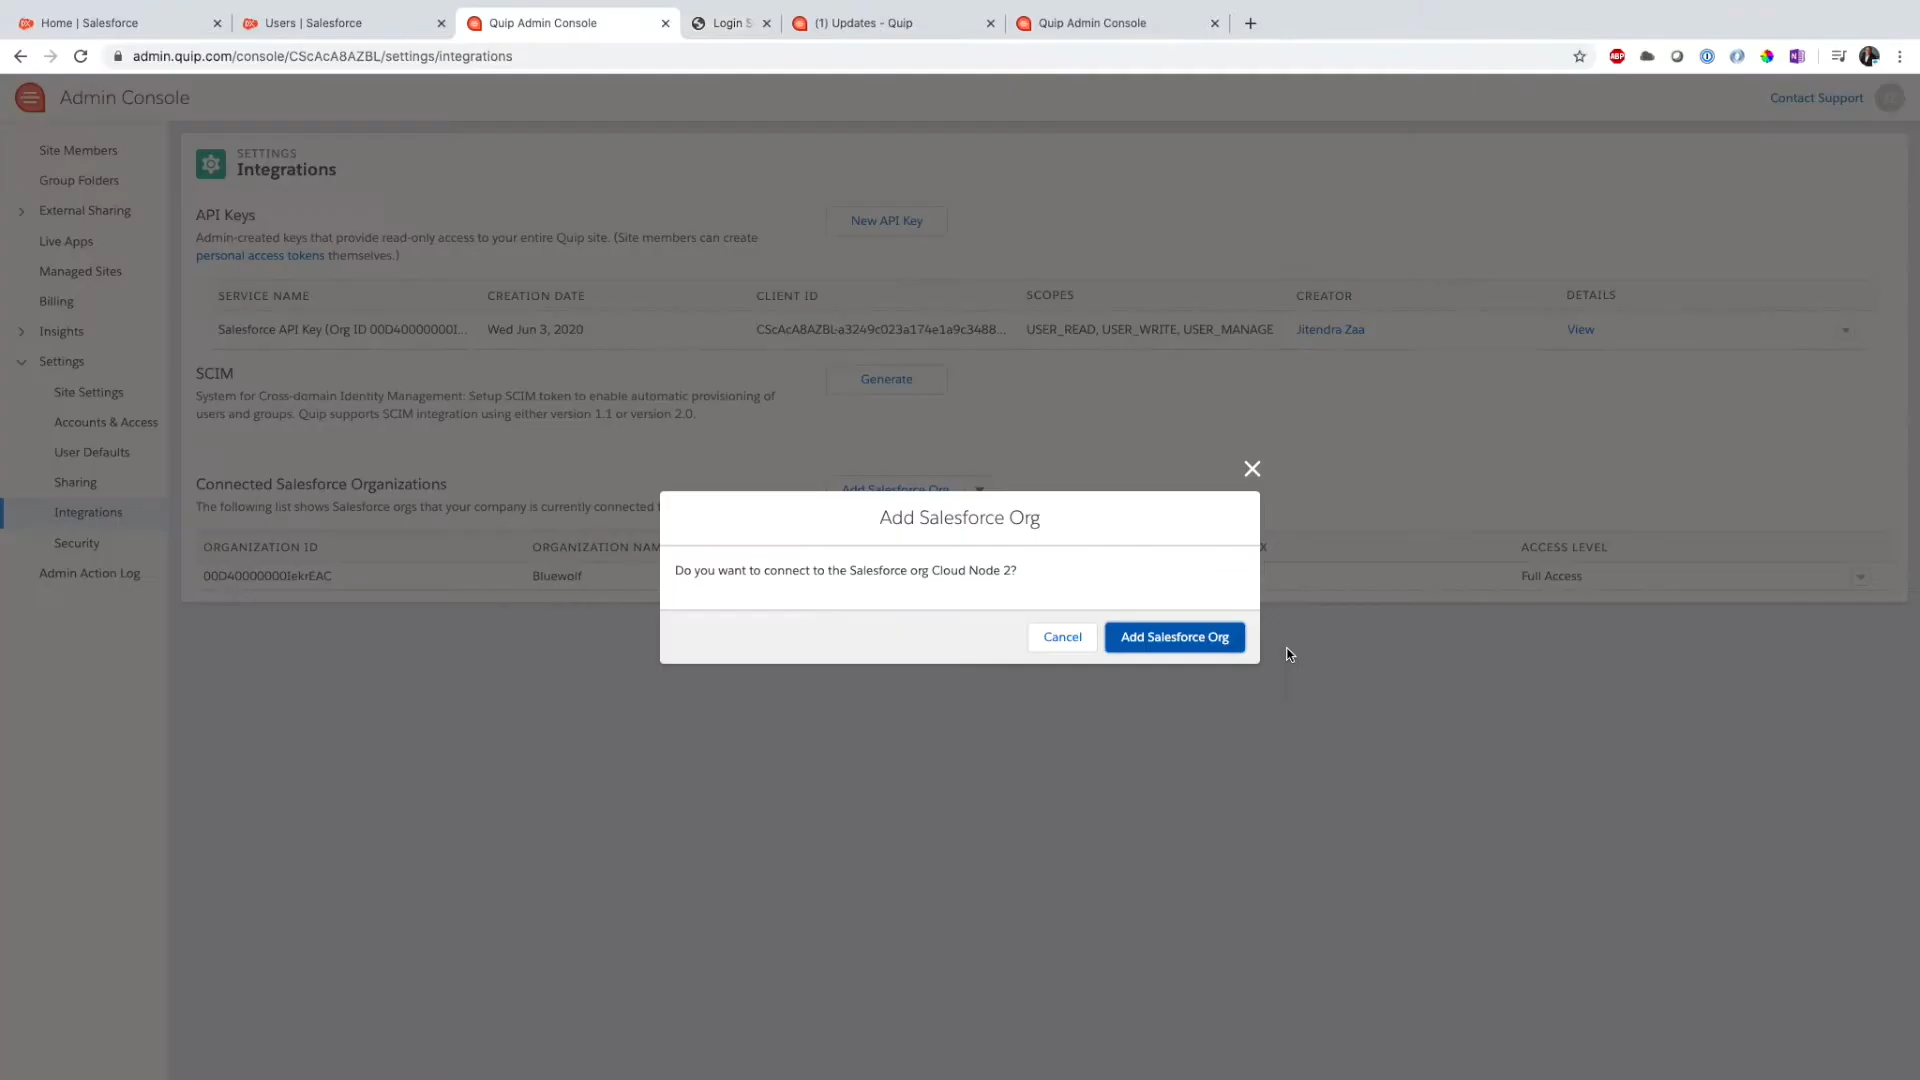 Home | Salesforce
Users | Salesforce
Quip Admin Console
Login S
(1) Updates - Quip
Quip Admin Console
admin.quip.com/console/CScAcA8AZBL/settings/integrations
ABP
Admin Console
Contact Support
Site Members
Group Folders
External Sharing
Live Apps
Managed Sites
Billing
Insights
Settings
Site Settings
Accounts & Access
User Defaults
Sharing
Integrations
Security
Admin Action Log
SETTINGS
Integrations
API Keys
New API Key
Admin-created keys that provide read-only access to your entire Quip site. (Site members can create
personal access tokens themselves.)
SERVICE NAME CREATION DATE CLIENT ID SCOPES CREATOR DETAILS
Salesforce API Key (Org ID 00D40000000I... Wed Jun 3, 2020 CScAcA8AZBL-a3249c023a174e1a9c3488... USER_READ, USER_WRITE, USER_MANAGE Jitendra Zaa View
SCIM
Generate
System for Cross-domain Identity Management: Setup SCIM token to enable automatic provisioning of
users and groups. Quip supports SCIM integration using either version 1.1 or version 2.0.
Connected Salesforce Organizations
Add Salesforce Org
The following list shows Salesforce orgs that your company is currently connected
ORGANIZATION ID ORGANIZATION NAM X ACCESS LEVEL
00D40000000IekrEAC Bluewolf Full Access
Add Salesforce Org
Do you want to connect to the Salesforce org Cloud Node 2?
Cancel
Add Salesforce Org